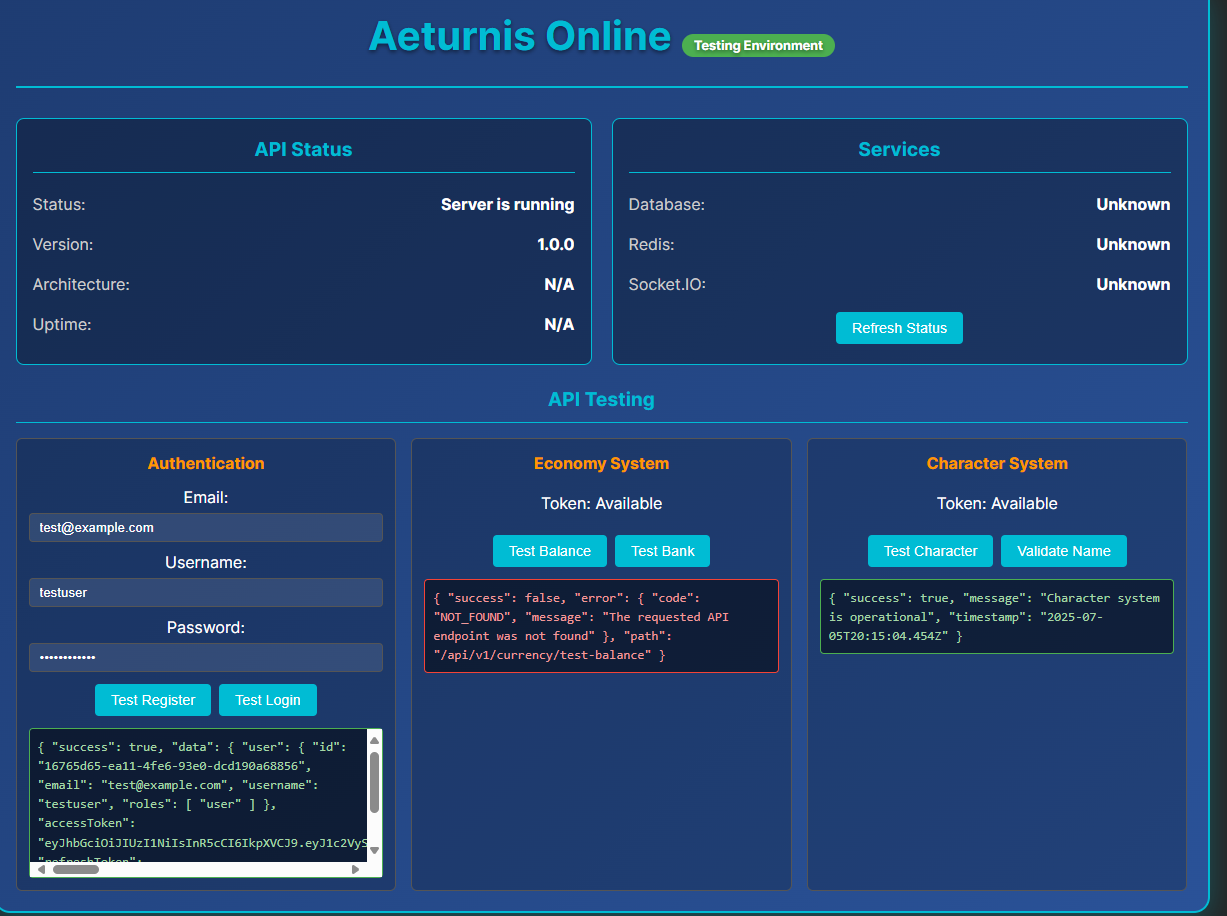 Aeturnis Online Testing Environment
API Status
Status: Server is running
Version: 1.0.0
Architecture: N/A
Uptime: N/A
Services
Database: Unknown
Redis: Unknown
Socket.IO: Unknown
Refresh Status
API Testing
Authentication
Email:
test@example.com
Username:
testuser
Password:
••••••••••••
Test Register Test Login
{ "success": true, "data": { "user": { "id":
"16765d65-ea11-4fe6-93e0-dcd190a68856",
"email": "test@example.com", "username":
"testuser", "roles": [ "user" ] },
"accessToken":
"eyJhbGciOiJIUzI1NiIsInR5cCI6IkpXVCJ9.eyJ1c2VyS
"refreshToken":
Economy System
Token: Available
Test Balance Test Bank
{ "success": false, "error": { "code":
"NOT_FOUND", "message": "The requested API
endpoint was not found" }, "path":
"/api/v1/currency/test-balance" }
Character System
Token: Available
Test Character Validate Name
{ "success": true, "message": "Character system
is operational", "timestamp": "2025-07-
05T20:15:04.454Z" }